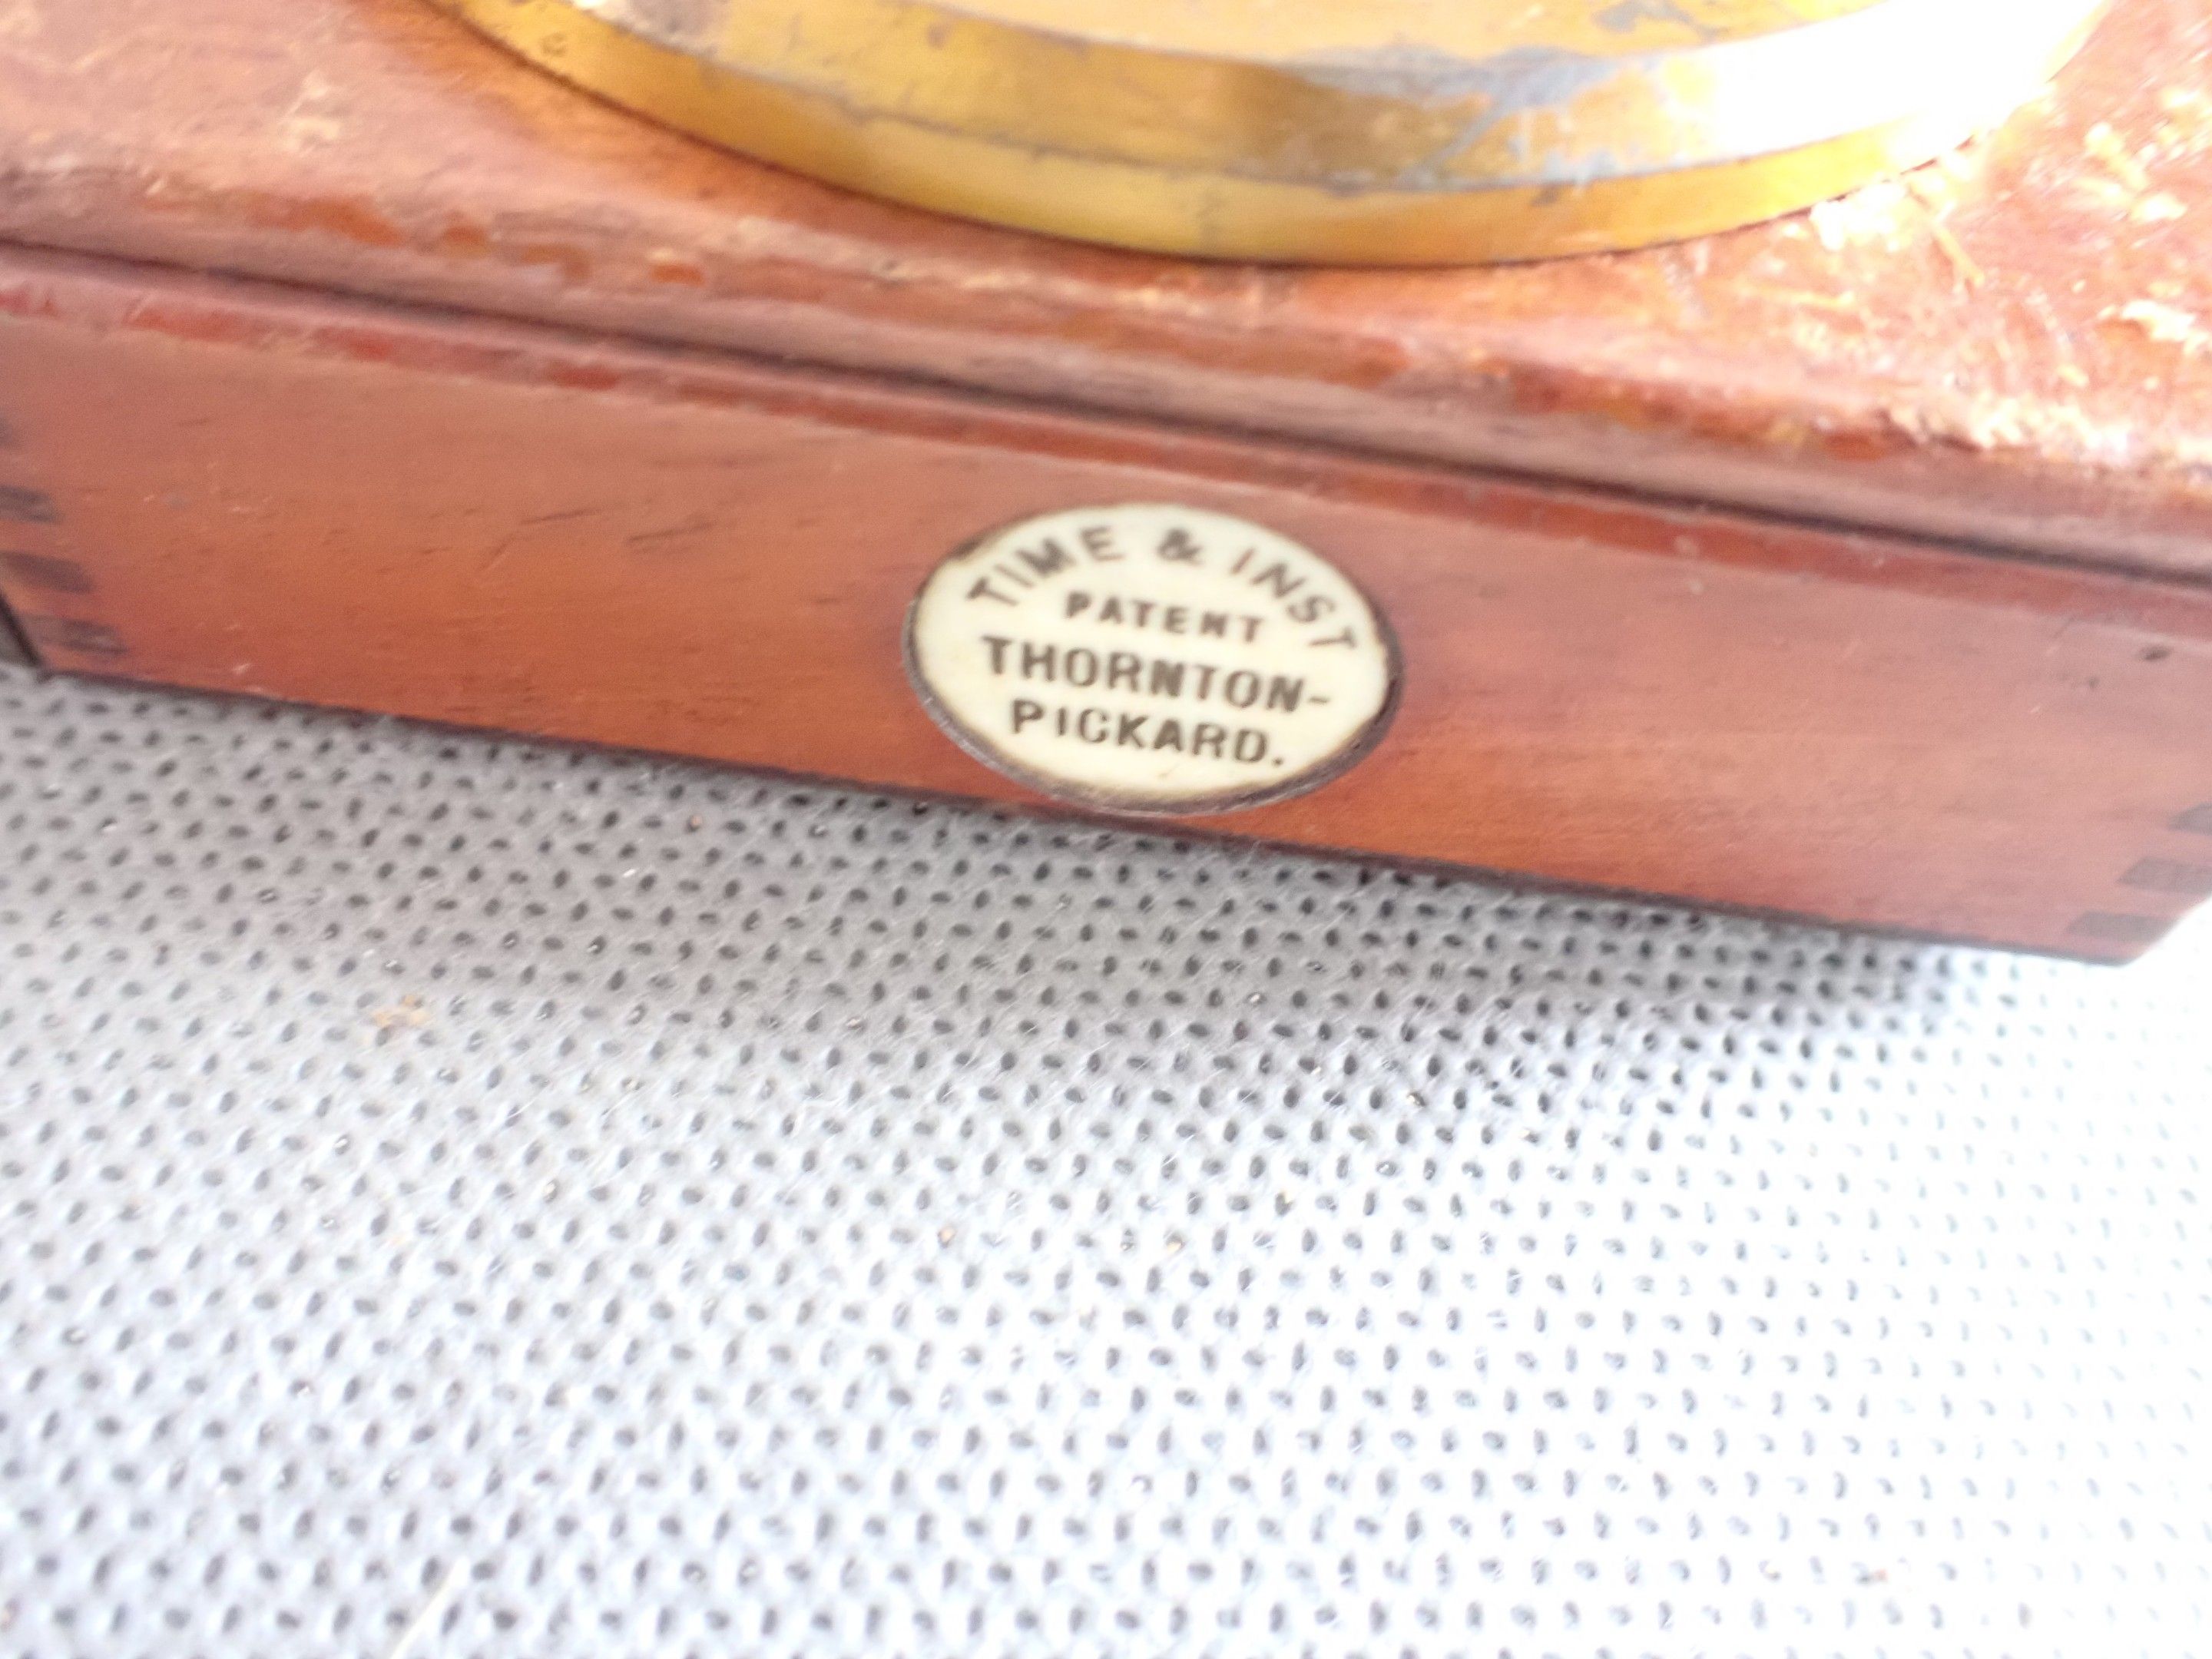 TIME & INST
PATENT
THORNTON-
PICKARD.